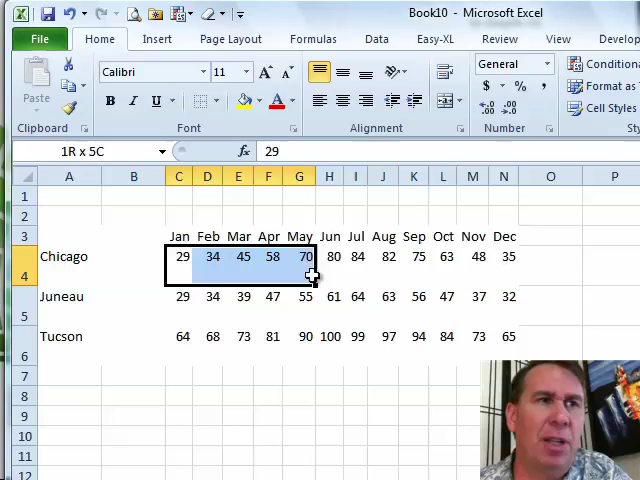 Book10 - Microsoft Excel
File Home Insert Page Layout Formulas Data Easy-XL Review View Developer
Calibri 11 General Conditional
Paste B I U A $ % , Format as T
Cell Styles
Clipboard Font Alignment Number
1R x 5C fx 29
A B C D E F G H I J K L M N O P
1
2
3 Jan Feb Mar Apr May Jun Jul Aug Sep Oct Nov Dec
4 Chicago 29 34 45 58 70 80 84 82 75 63 48 35
5 Juneau 29 34 39 47 55 61 64 63 56 47 37 32
6 Tucson 64 68 73 81 90 100 99 97 94 84 73 65
7
8
9
10
11
12